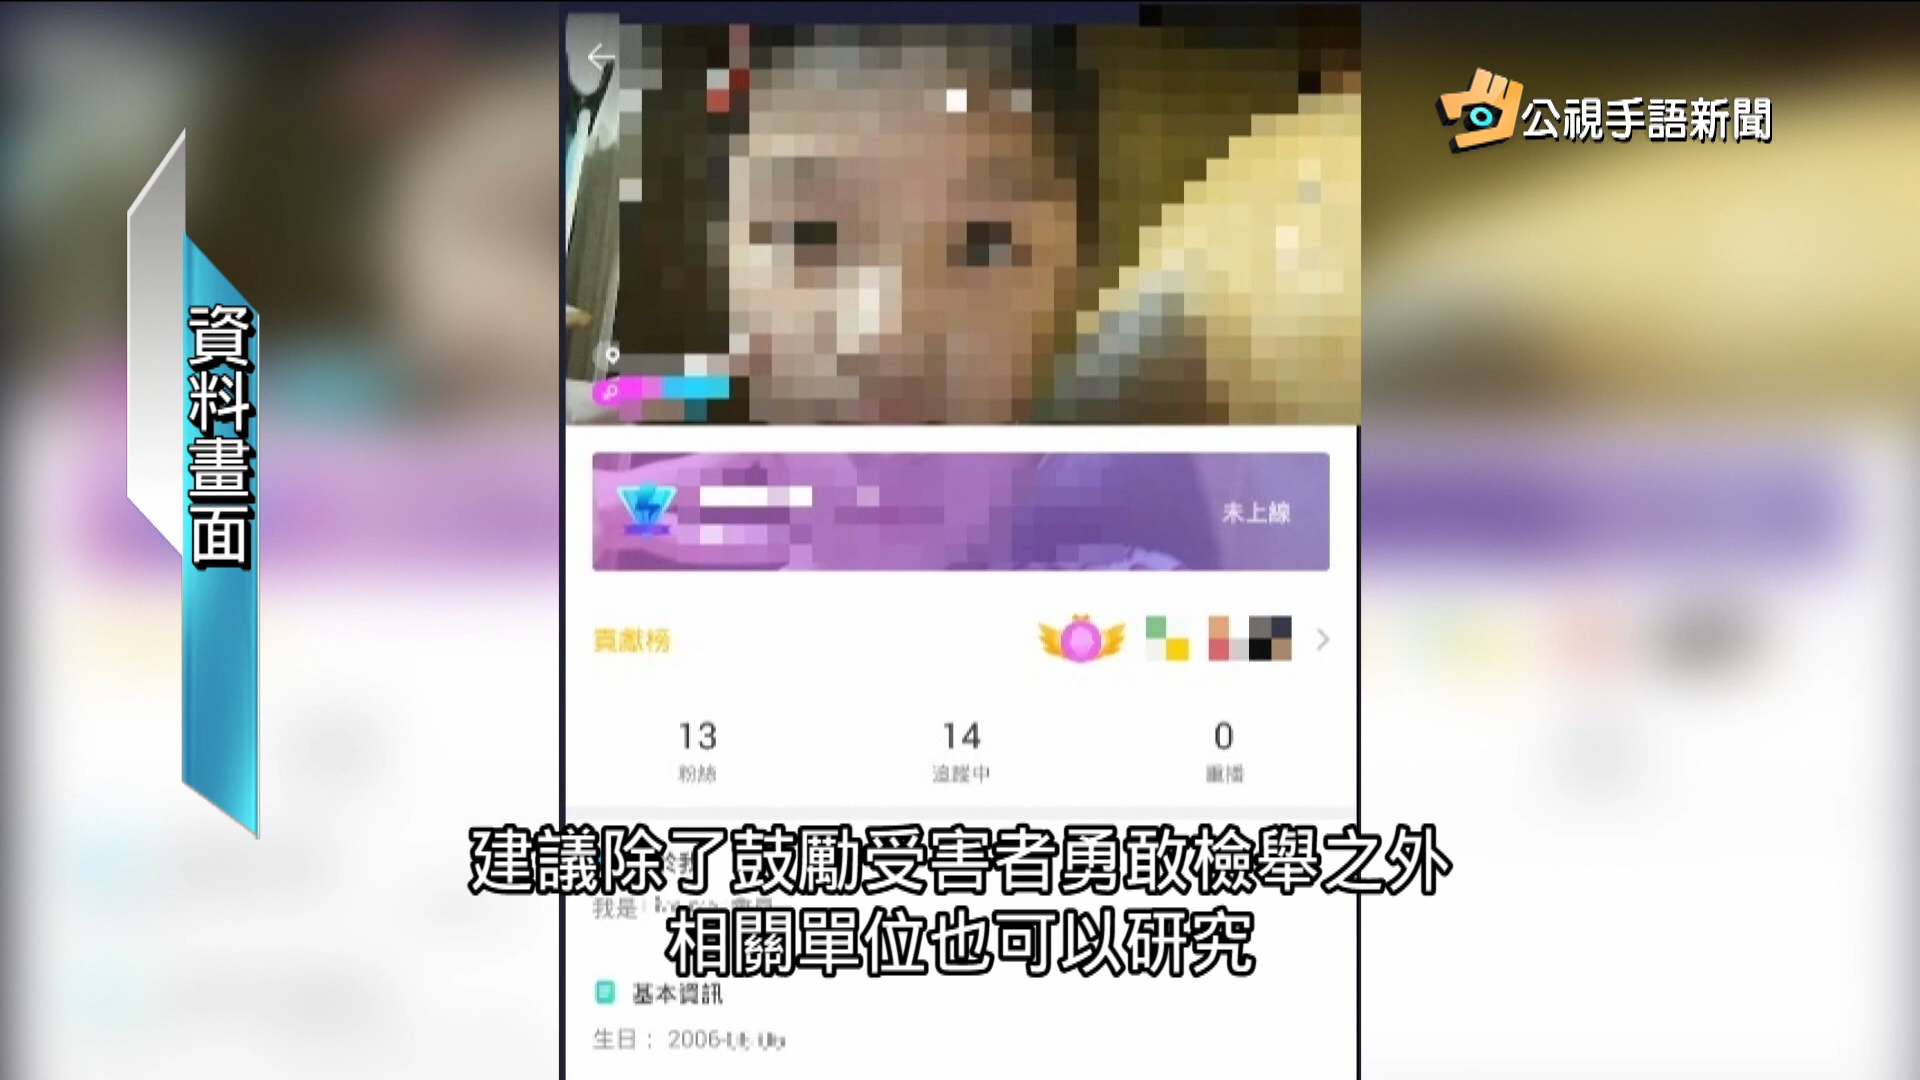 公視手語新聞
資料畫面
未上線
貢獻榜
13
14
0
粉絲
追蹤中
重播
建議除了鼓勵受害者勇敢檢舉之外
我是
相關單位也可以研究
基本資訊
生日： 2006-